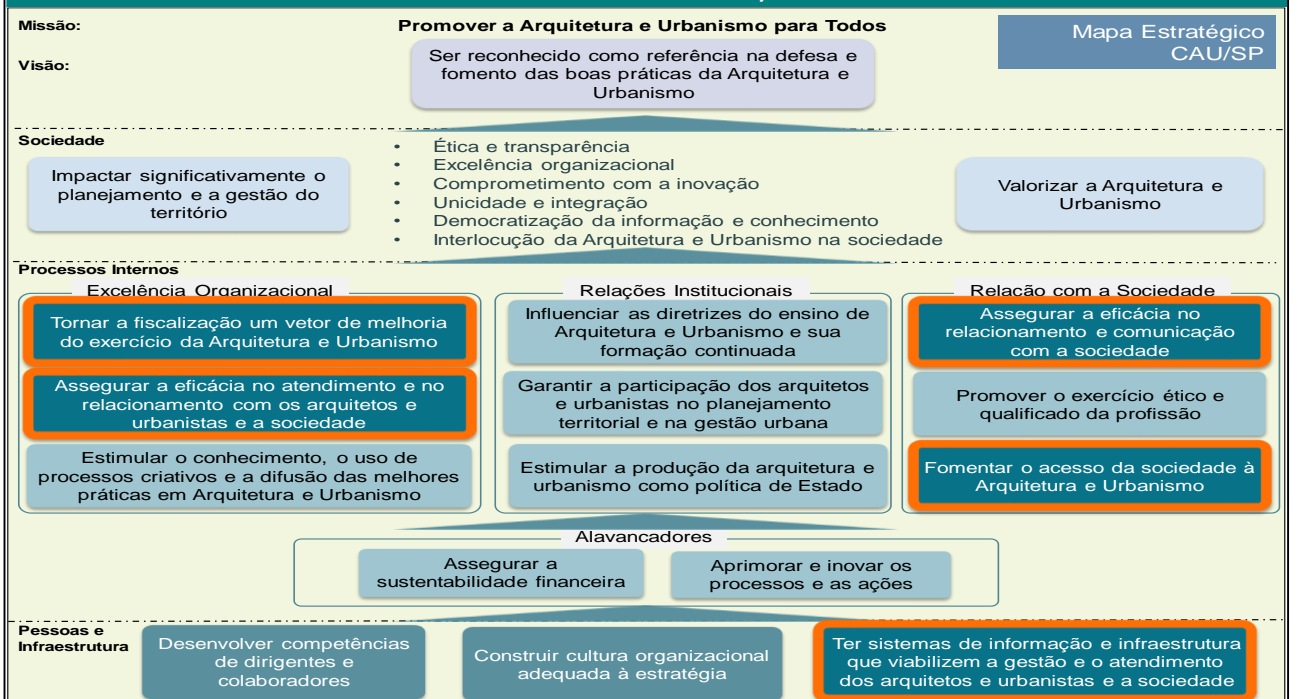 Missão:
Promover a Arquitetura e Urbanismo para Todos
Mapa Estratégico
CAU/SP
Visão:
Ser reconhecido como referência na defesa e
fomento das boas práticas da Arquitetura e
Urbanismo
Sociedade
Impactar significativamente o
planejamento e a gestão do
território
• Ética e transparência
• Excelência organizacional
• Comprometimento com a inovação
• Unicidade e integração
• Democratização da informação e conhecimento
• Interlocução da Arquitetura e Urbanismo na sociedade
Valorizar a Arquitetura e
Urbanismo
Processos Internos
Excelência Organizacional
Tornar a fiscalização um vetor de melhoria
do exercício da Arquitetura e Urbanismo
Assegurar a eficácia no atendimento e no
relacionamento com os arquitetos e
urbanistas e a sociedade
Estimular o conhecimento, o uso de
processos criativos e a difusão das melhores
práticas em Arquitetura e Urbanismo
Relações Institucionais
Influenciar as diretrizes do ensino de
Arquitetura e Urbanismo e sua
formação continuada
Garantir a participação dos arquitetos
e urbanistas no planejamento
territorial e na gestão urbana
Estimular a produção da arquitetura e
urbanismo como política de Estado
Relação com a Sociedade
Assegurar a eficácia no
relacionamento e comunicação
com a sociedade
Promover o exercício ético e
qualificado da profissão
Fomentar o acesso da sociedade à
Arquitetura e Urbanismo
Alavancadores
Assegurar a
sustentabilidade financeira
Aprimorar e inovar os
processos e as ações
Pessoas e
Infraestrutura
Desenvolver competências
de dirigentes e
colaboradores
Construir cultura organizacional
adequada à estratégia
Ter sistemas de informação e infraestrutura
que viabilizem a gestão e o atendimento
dos arquitetos e urbanistas e a sociedade